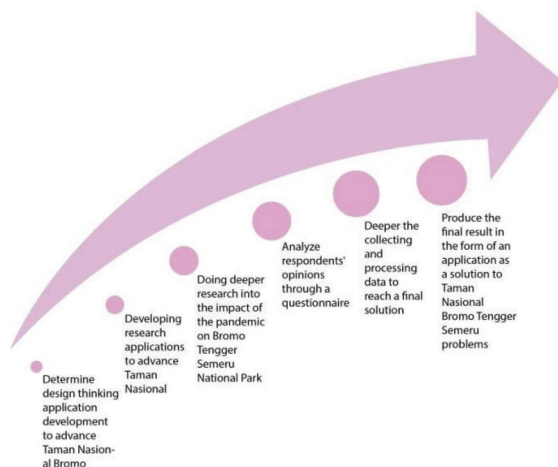 Determine
design thinking
application
development
to advance
Taman Nasion-
al Bromo
Developing
research
applications
to advance
Taman
Nasional
Doing deeper
research into
the impact of
the pandemic
on Bromo
Tengger
Semeru
National Park
Analyze
respondents'
opinions
through a
questionnaire
Deeper the
collecting
and
processing
data to
reach a final
solution
Produce the
final result in
the form of an
application as
a solution to
Taman
Nasional
Bromo Tengger
Semeru
problems